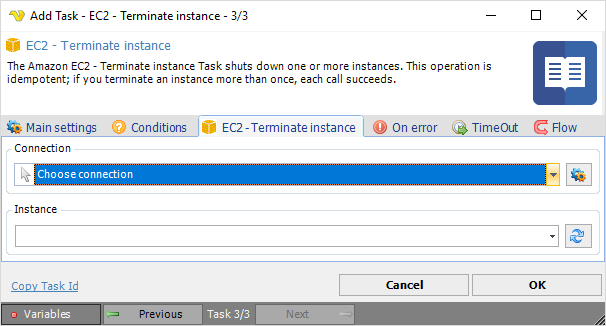 Add Task - EC2 - Terminate instance - 3/3
EC2 - Terminate instance
The Amazon EC2 - Terminate instance Task shuts down one or more instances. This operation is
idempotent; if you terminate an instance more than once, each call succeeds.
Main settings Conditions EC2 - Terminate instance On error TimeOut Flow
Connection
Choose connection
Instance
Copy Task Id Cancel OK
Variables Previous Task 3/3 Next